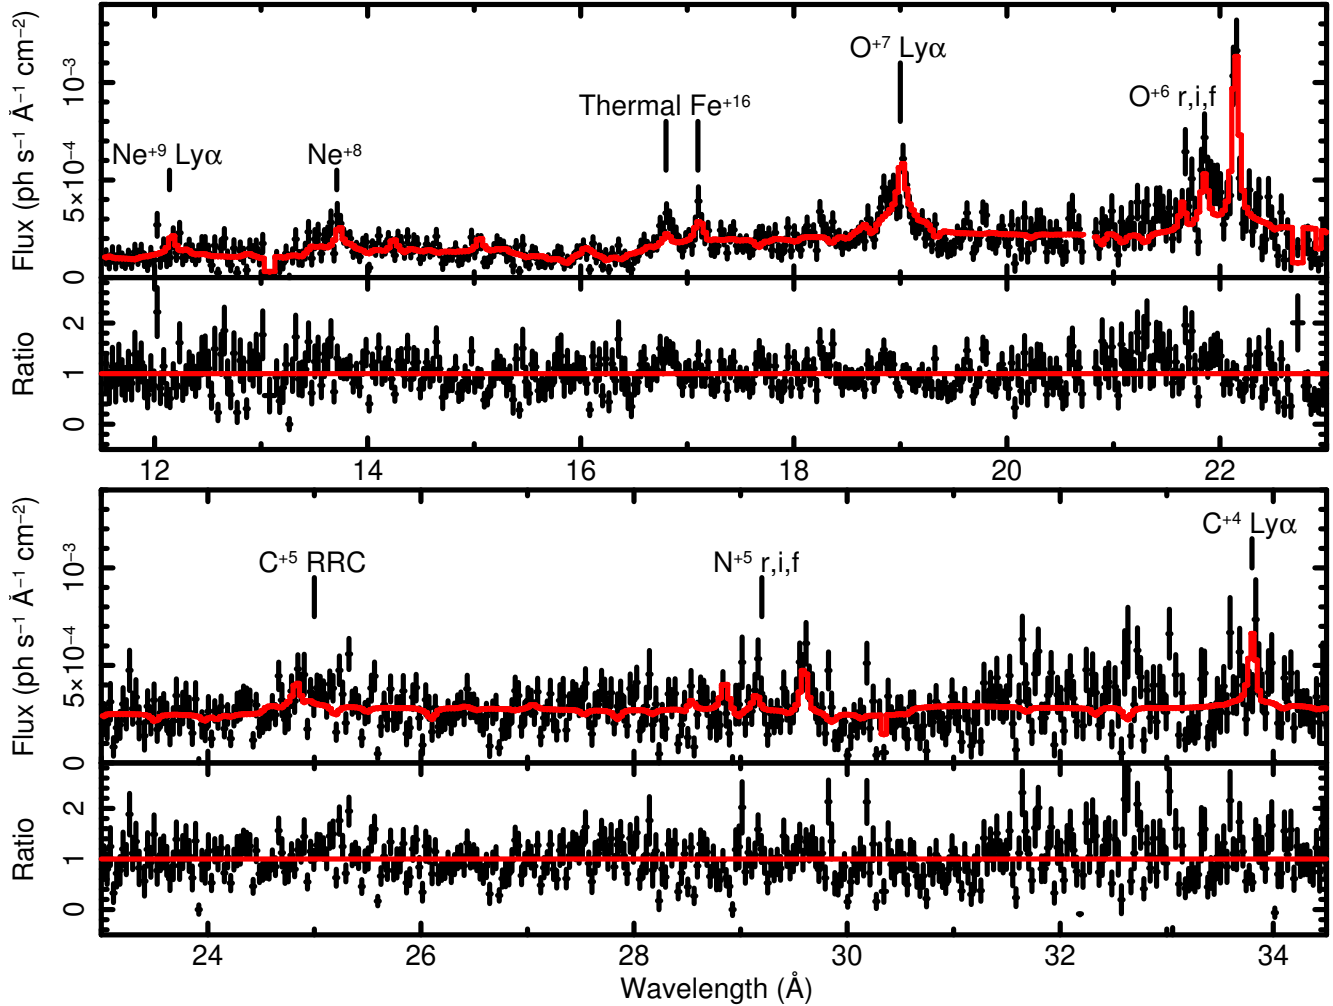 Flux (ph s⁻¹ Å⁻¹ cm⁻²)
0 5×10⁻⁴ 10⁻³
Ne⁺⁹ Lyα
Ne⁺⁸
Thermal Fe⁺¹⁶
O⁺⁷ Lyα
O⁺⁶ r,i,f
Ratio
0 1 2
12 14 16 18 20 22
Flux (ph s⁻¹ Å⁻¹ cm⁻²)
0 5×10⁻⁴ 10⁻³
C⁺⁵ RRC
N⁺⁵ r,i,f
C⁺⁴ Lyα
Ratio
0 1 2
24 26 28 30 32 34
Wavelength (Å)